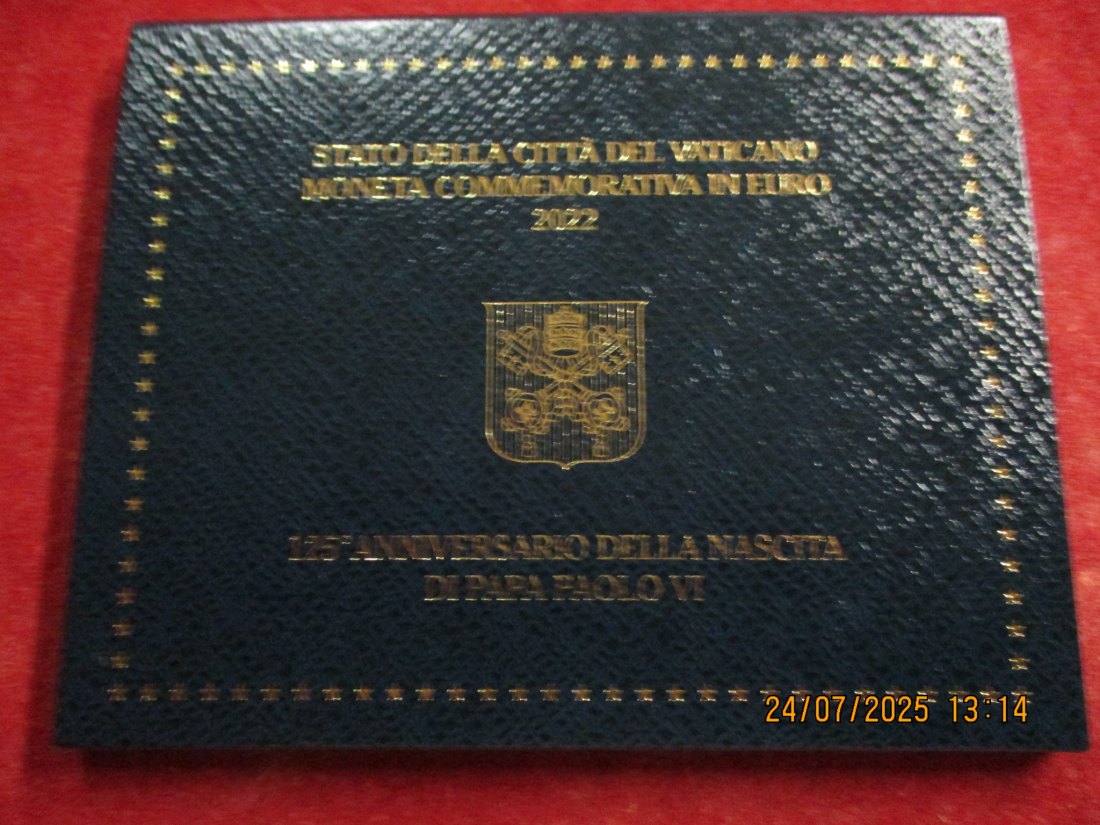 STATO DELLA CITTÀ DEL VATICANO
MONETA COMMEMORATIVA IN EURO
2022
125° ANNIVERSARIO DELLA NASCITA
DI PAPA PAOLO VI
24/07/2025 13:14